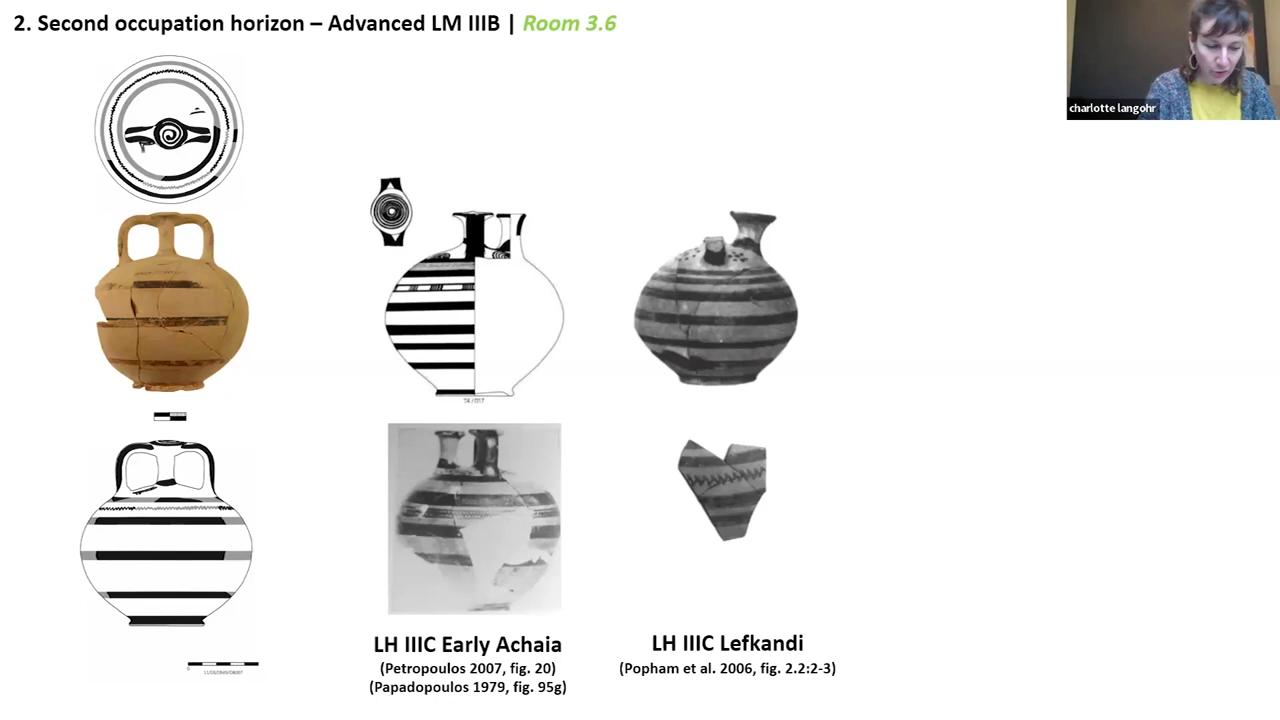 2. Second occupation horizon – Advanced LM IIIB | Room 3.6
charlotte langohr
LH IIIC Early Achaia
(Petropoulos 2007, fig. 20)
(Papadopoulos 1979, fig. 95g)
LH IIIC Lefkandi
(Popham et al. 2006, fig. 2.2:2-3)